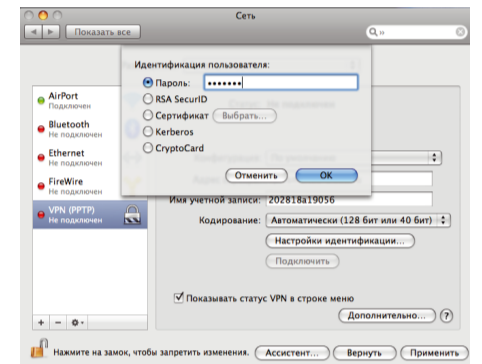 Сеть
Показать все
Идентификация пользователя:
Пароль: •••••••
RSA SecurID
Сертификат Выбрать...
Kerberos
CryptoCard
Отменить OK
AirPort
Подключен
Bluetooth
Не подключен
Ethernet
Не подключен
FireWire
Не подключен
VPN (PPTP)
Не подключен
Имя учетной записи: 202818a19056
Кодирование: Автоматически (128 бит или 40 бит)
Настройки идентификации...
Подключить
Показывать статус VPN в строке меню
Дополнительно... ?
Нажмите на замок, чтобы запретить изменения. Ассистент... Вернуть Применить